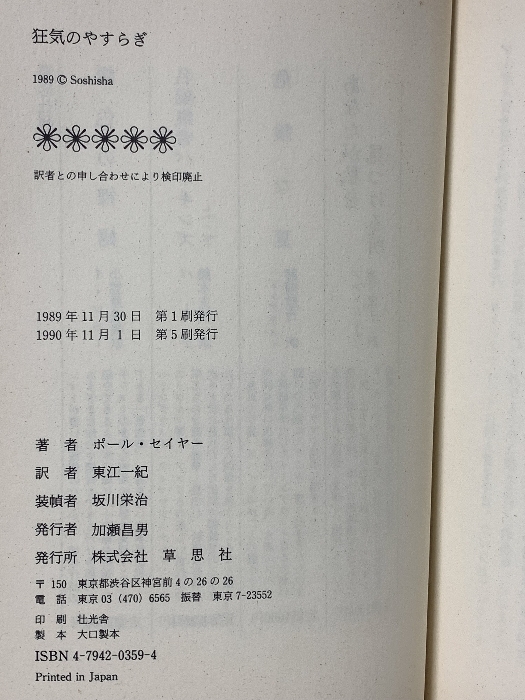 狂気のやすらぎ
1989 © Soshisha
訳者との申し合わせにより検印廃止
1989年11月30日　第1刷発行
1990年11月1日　第5刷発行
著　者　ポール・セイヤー
訳　者　東江一紀
装幀者　坂川栄治
発行者　加瀬昌男
発行所　株式会社　草思社
〒150　東京都渋谷区神宮前4の26の26
電　話　東京03(470)6565　振替　東京7-23552
印　刷　壮光舎
製　本　大口製本
ISBN 4-7942-0359-4
Printed in Japan